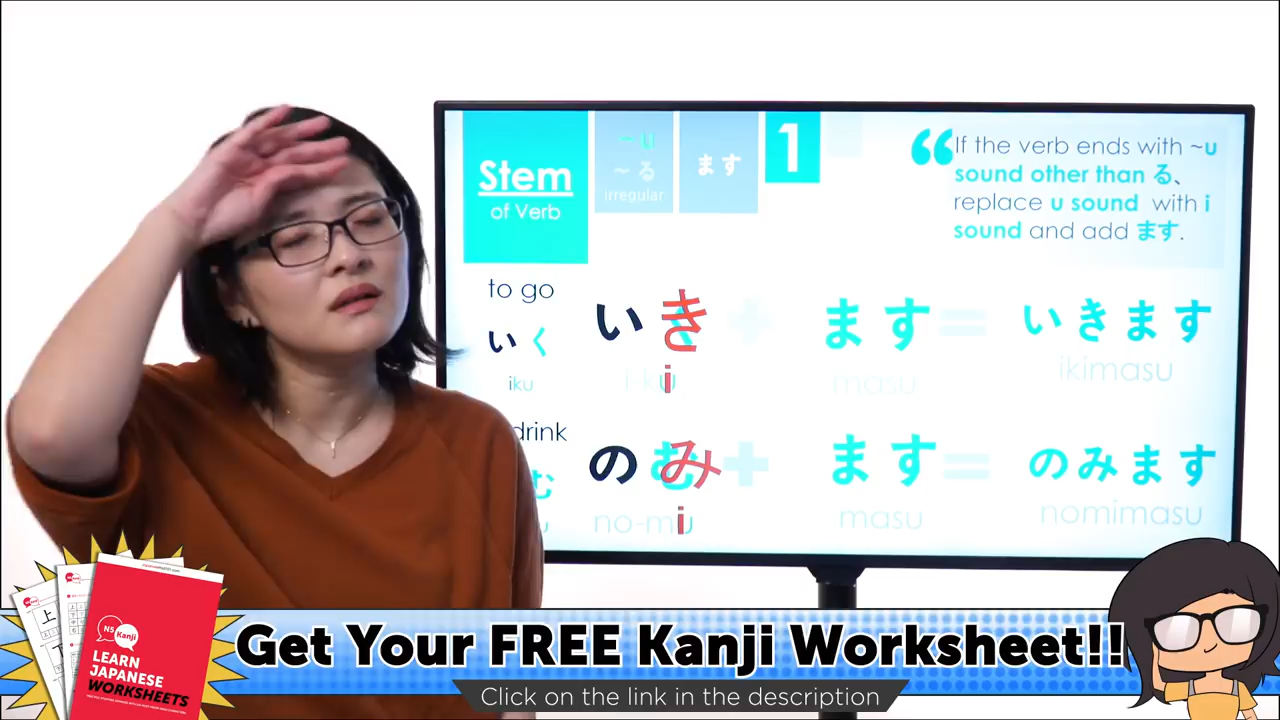 Stem
of Verb
~u
~る
irregular
ます
1
“
If the verb ends with ~u
sound other than る、
replace u sound with i
sound and add ます.
to go
いく
iku
いき + ます = いきます
i-k i masu ikimasu
drink
む
のみ + ます = のみます
no-m i masu nomimasu
上
N5
Kanji
LEARN
JAPANESE
WORKSHEETS
Get Your FREE Kanji Worksheet!!
Click on the link in the description